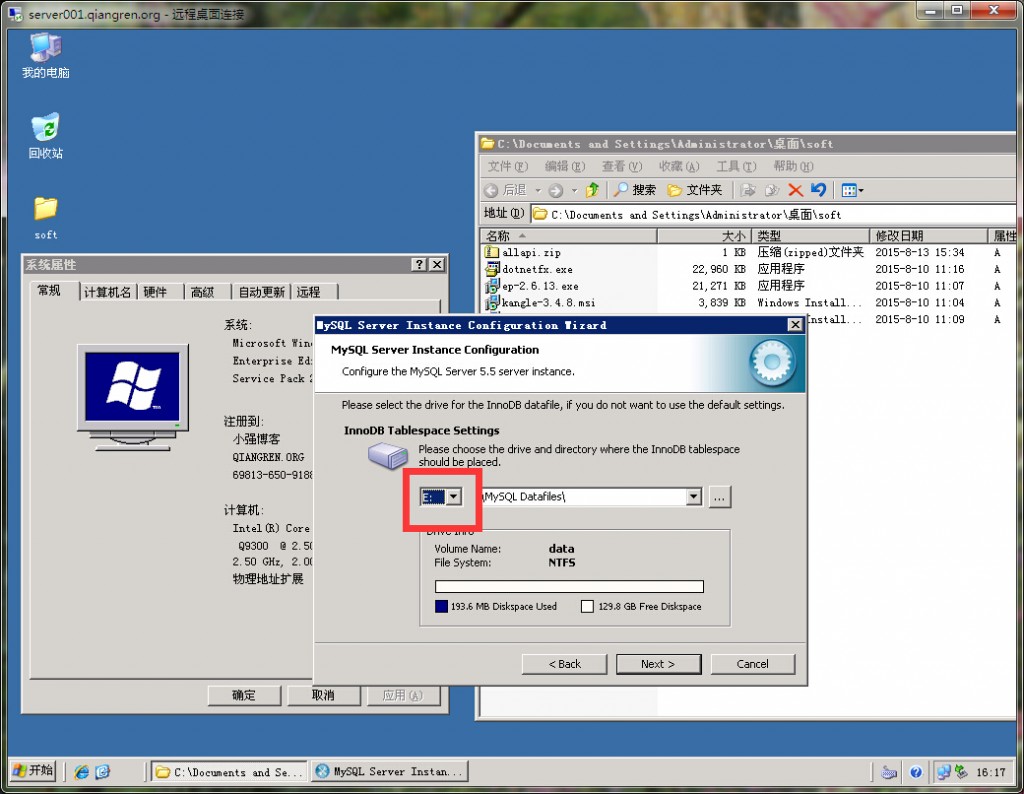 server001.qiangren.org - 远程桌面连接
我的电脑
回收站
soft
C:\Documents and Settings\Administrator\桌面\soft
文件(F) 编辑(E) 查看(V) 收藏(A) 工具(T) 帮助(H)
后退 搜索 文件夹
地址(D) C:\Documents and Settings\Administrator\桌面\soft
名称 大小 类型 修改日期 属性
allapi.zip 1 KB 压缩(zipped)文件夹 2015-8-13 15:34 A
dotnetfx.exe 22,960 KB 应用程序 2015-8-10 11:16 A
ep-2.6.13.exe 21,271 KB 应用程序 2015-8-10 11:07 A
kangle-3.4.8.msi 3,839 KB Windows Install... 2015-8-10 11:04 A
nstall... 2015-8-10 11:09 A
系统属性
常规 计算机名 硬件 高级 自动更新 远程
系统:
Microsoft Win
Enterprise Ed
Service Pack
注册到:
小强博客
QIANGREN.ORG
69813-650-918
计算机:
Intel(R) Core
Q9300 @ 2.50
2.50 GHz, 2.00
物理地址扩展
确定 取消 应用(A)
MySQL Server Instance Configuration Wizard
MySQL Server Instance Configuration
Configure the MySQL Server 5.5 server instance.
Please select the drive for the InnoDB datafile, if you do not want to use the default settings.
InnoDB Tablespace Settings
Please choose the drive and directory where the InnoDB tablespace
should be placed.
E: \MySQL Datafiles\ ...
Drive Info
Volume Name: data
File System: NTFS
193.6 MB Diskspace Used 129.8 GB Free Diskspace
< Back Next > Cancel
开始 C:\Documents and Se... MySQL Server Instan... 16:17